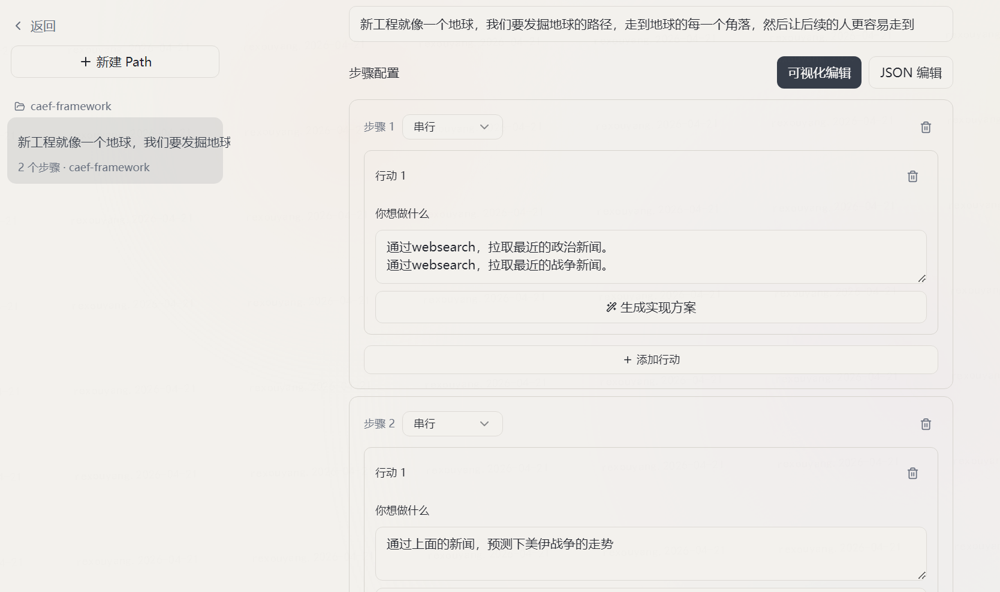 返回
新建 Path
caef-framework
新工程就像一个地球，我们要发掘地球
2 个步骤 · caef-framework
新工程就像一个地球，我们要发掘地球的路径，走到地球的每一个角落，然后让后续的人更容易走到
步骤配置
可视化编辑
JSON 编辑
步骤 1
串行
行动 1
你想做什么
通过websearch，拉取最近的政治新闻。
通过websearch，拉取最近的战争新闻。
生成实现方案
添加行动
步骤 2
串行
行动 1
你想做什么
通过上面的新闻，预测下美伊战争的走势